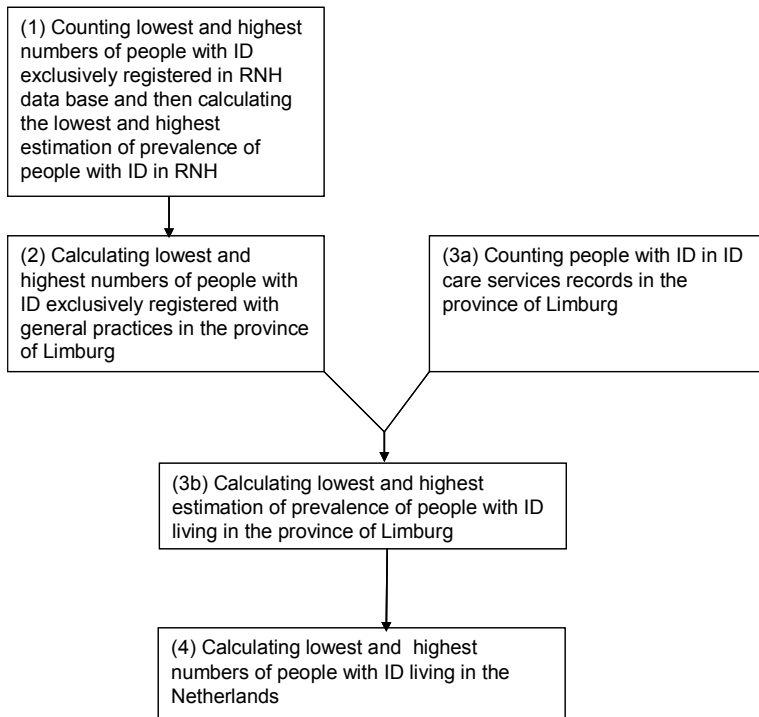 (1) Counting lowest and highest
numbers of people with ID
exclusively registered in RNH
data base and then calculating
the lowest and highest
estimation of prevalence of
people with ID in RNH
(2) Calculating lowest and
highest numbers of people with
ID exclusively registered with
general practices in the province
of Limburg
(3a) Counting people with ID in ID
care services records in the
province of Limburg
(3b) Calculating lowest and highest
estimation of prevalence of people with ID
living in the province of Limburg
(4) Calculating lowest and highest
numbers of people with ID living in the
Netherlands